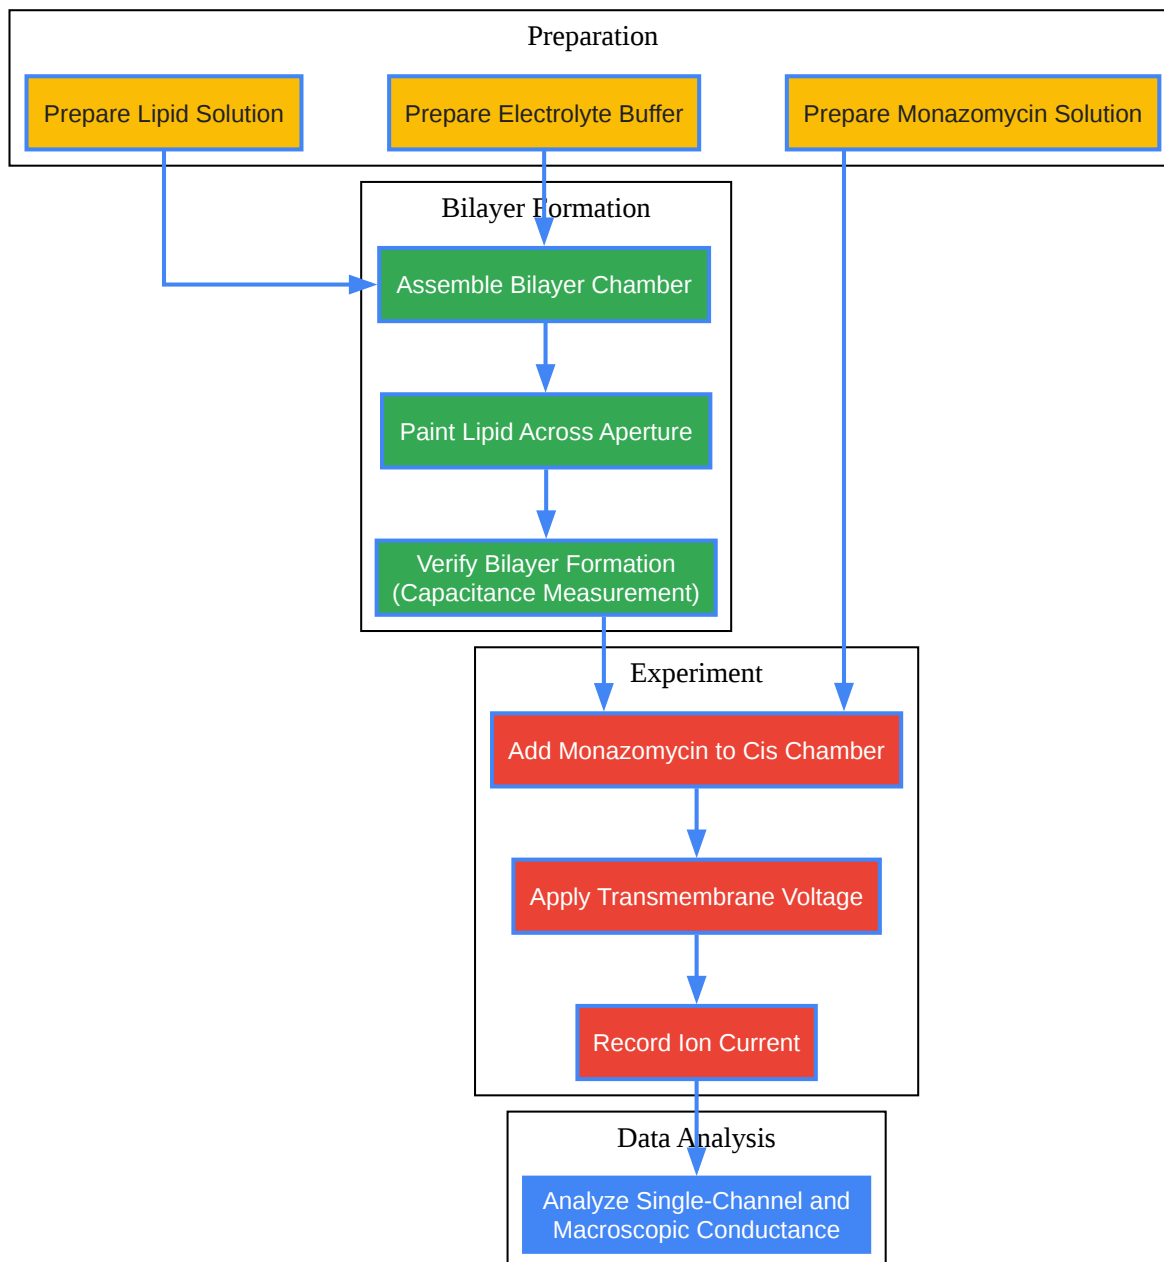 Preparation
Prepare Lipid Solution
Prepare Electrolyte Buffer
Prepare Monazomycin Solution
Bilayer Formation
Assemble Bilayer Chamber
Paint Lipid Across Aperture
Verify Bilayer Formation
(Capacitance Measurement)
Experiment
Add Monazomycin to Cis Chamber
Apply Transmembrane Voltage
Record Ion Current
Data Analysis
Analyze Single-Channel and
Macroscopic Conductance